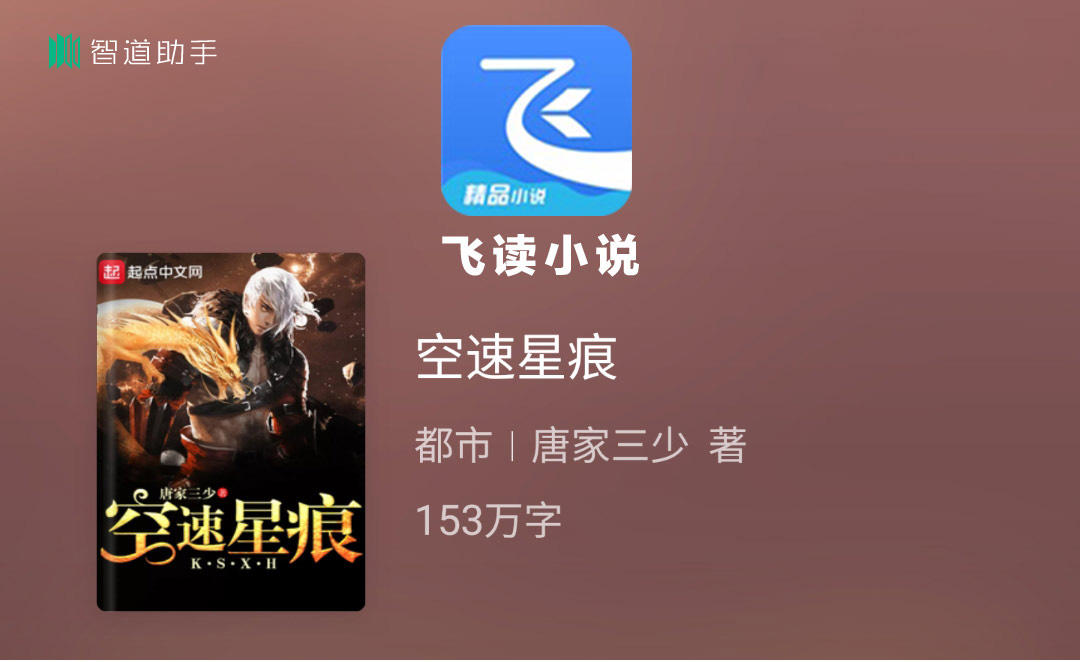 智道助手
精品小说
飞读小说
起 起点中文网
空速星痕
都市 | 唐家三少 著
153万字
唐家三少 著
空速星痕
K·S·X·H